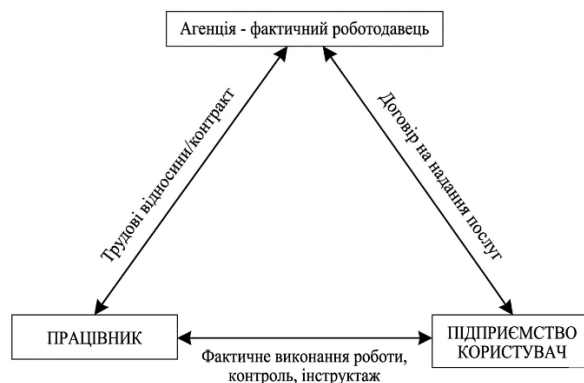 Агенція - фактичний роботодавець
Трудові відносини/контракт
Договір на надання послуг
ПРАЦІВНИК
ПІДПРИЄМСТВО
КОРИСТУВАЧ
Фактичне виконання роботи,
контроль, інструктаж